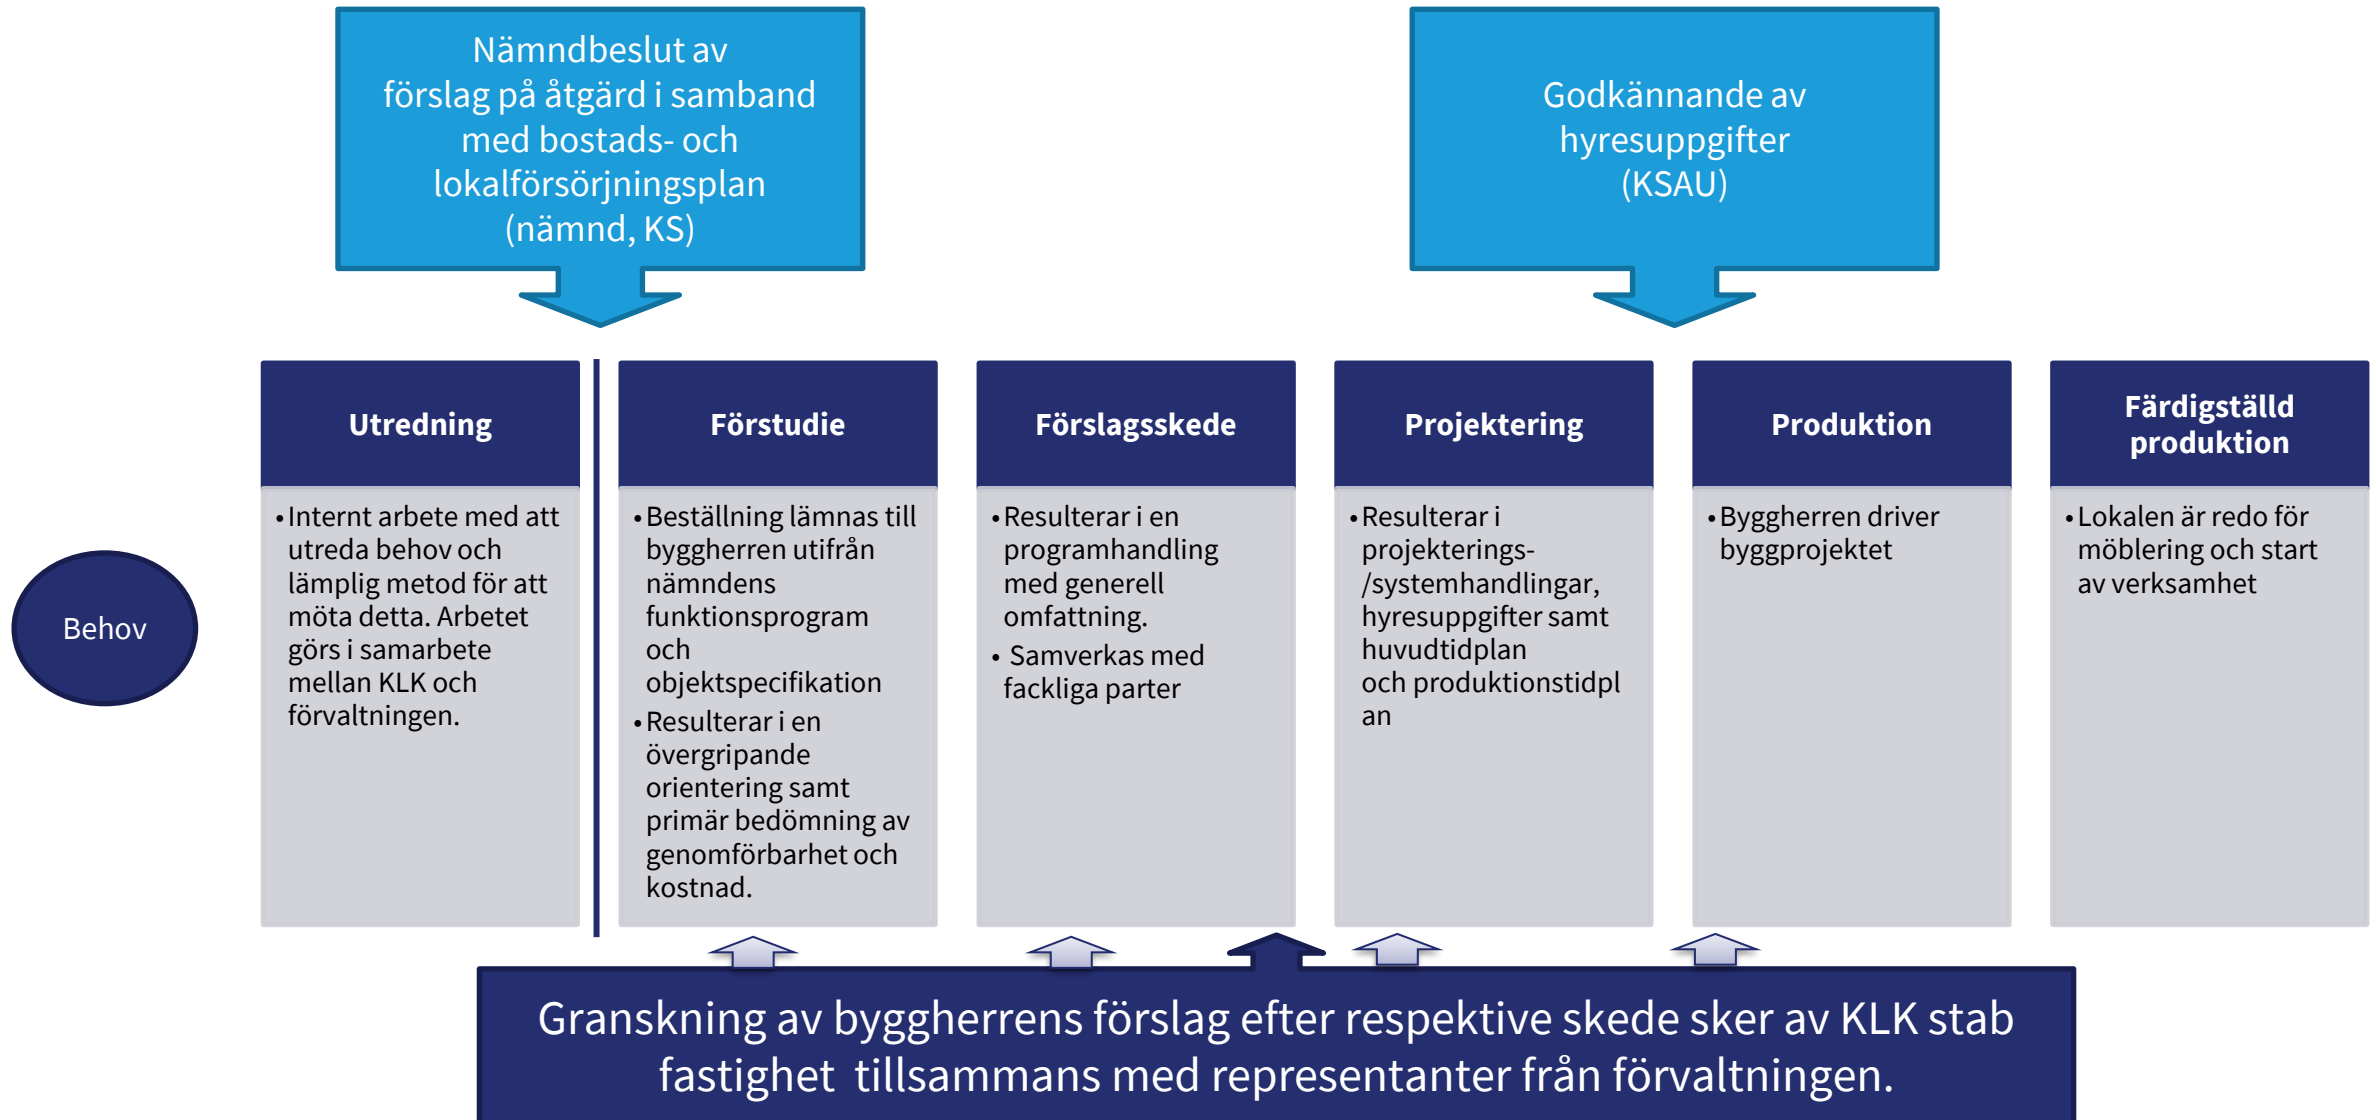 Nämndbeslut av
förslag på åtgärd i samband
med bostads- och
lokalförsörjningsplan
(nämnd, KS)
Godkännande av
hyresuppgifter
(KSAU)
Behov
Utredning
•Internt arbete med att
utreda behov och
lämplig metod för att
möta detta. Arbetet
görs i samarbete
mellan KLK och
förvaltningen.
Förstudie
•Beställning lämnas till
byggherren utifrån
nämndens
funktionsprogram
och
objektspecifikation
•Resulterar i en
övergripande
orientering samt
primär bedömning av
genomförbarhet och
kostnad.
Förslagsskede
•Resulterar i en
programhandling
med generell
omfattning.
• Samverkas med
fackliga parter
Projektering
•Resulterar i
projekterings-
/systemhandlingar,
hyresuppgifter samt
huvudtidplan
och produktionstidpl
an
Produktion
•Byggherren driver
byggprojektet
Färdigställd
produktion
•Lokalen är redo för
möblering och start
av verksamhet
Granskning av byggherrens förslag efter respektive skede sker av KLK stab
fastighet  tillsammans med representanter från förvaltningen.